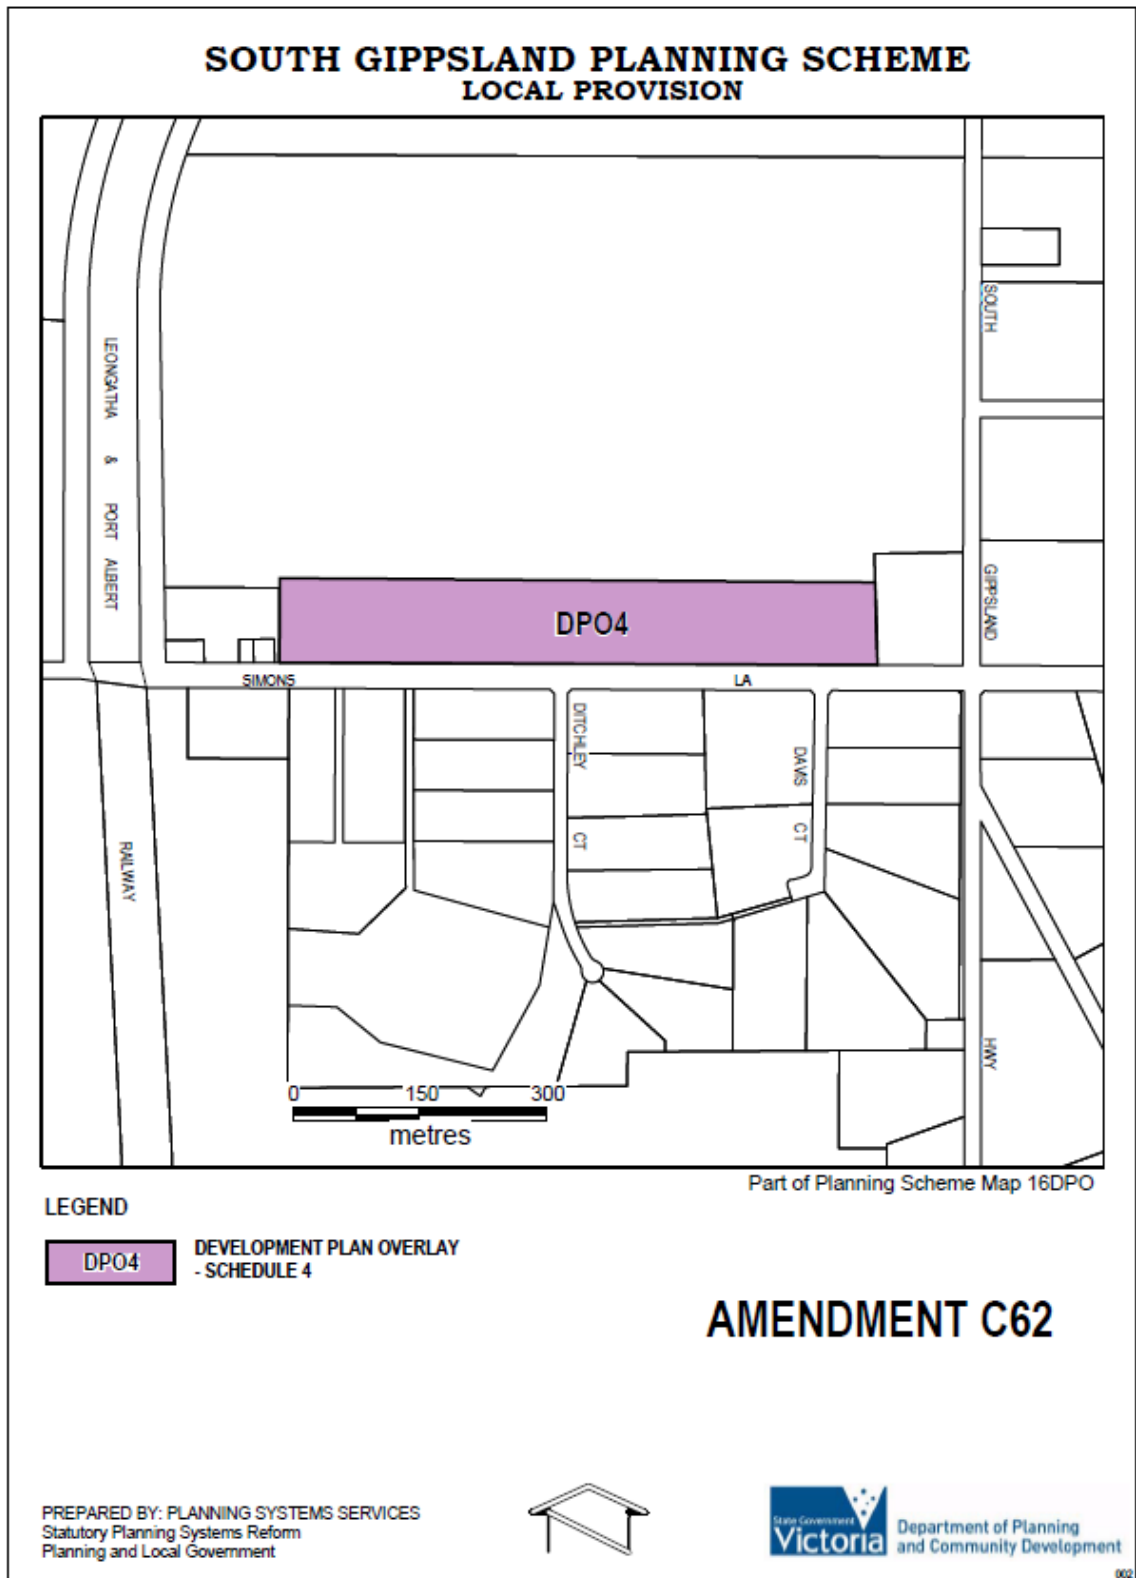 SOUTH GIPPSLAND PLANNING SCHEME
LOCAL PROVISION
SOUTH
LEONGATHA & PORT ALBERT
GIPPSLAND
DPO4
SIMONS LA
DITCHLEY CT
DAVIS CT
RAILWAY
HWY
0 150 300
metres
Part of Planning Scheme Map 16DPO
LEGEND
DPO4
DEVELOPMENT PLAN OVERLAY
- SCHEDULE 4
AMENDMENT C62
PREPARED BY: PLANNING SYSTEMS SERVICES
Statutory Planning Systems Reform
Planning and Local Government
State Government
Victoria
Department of Planning
and Community Development
002